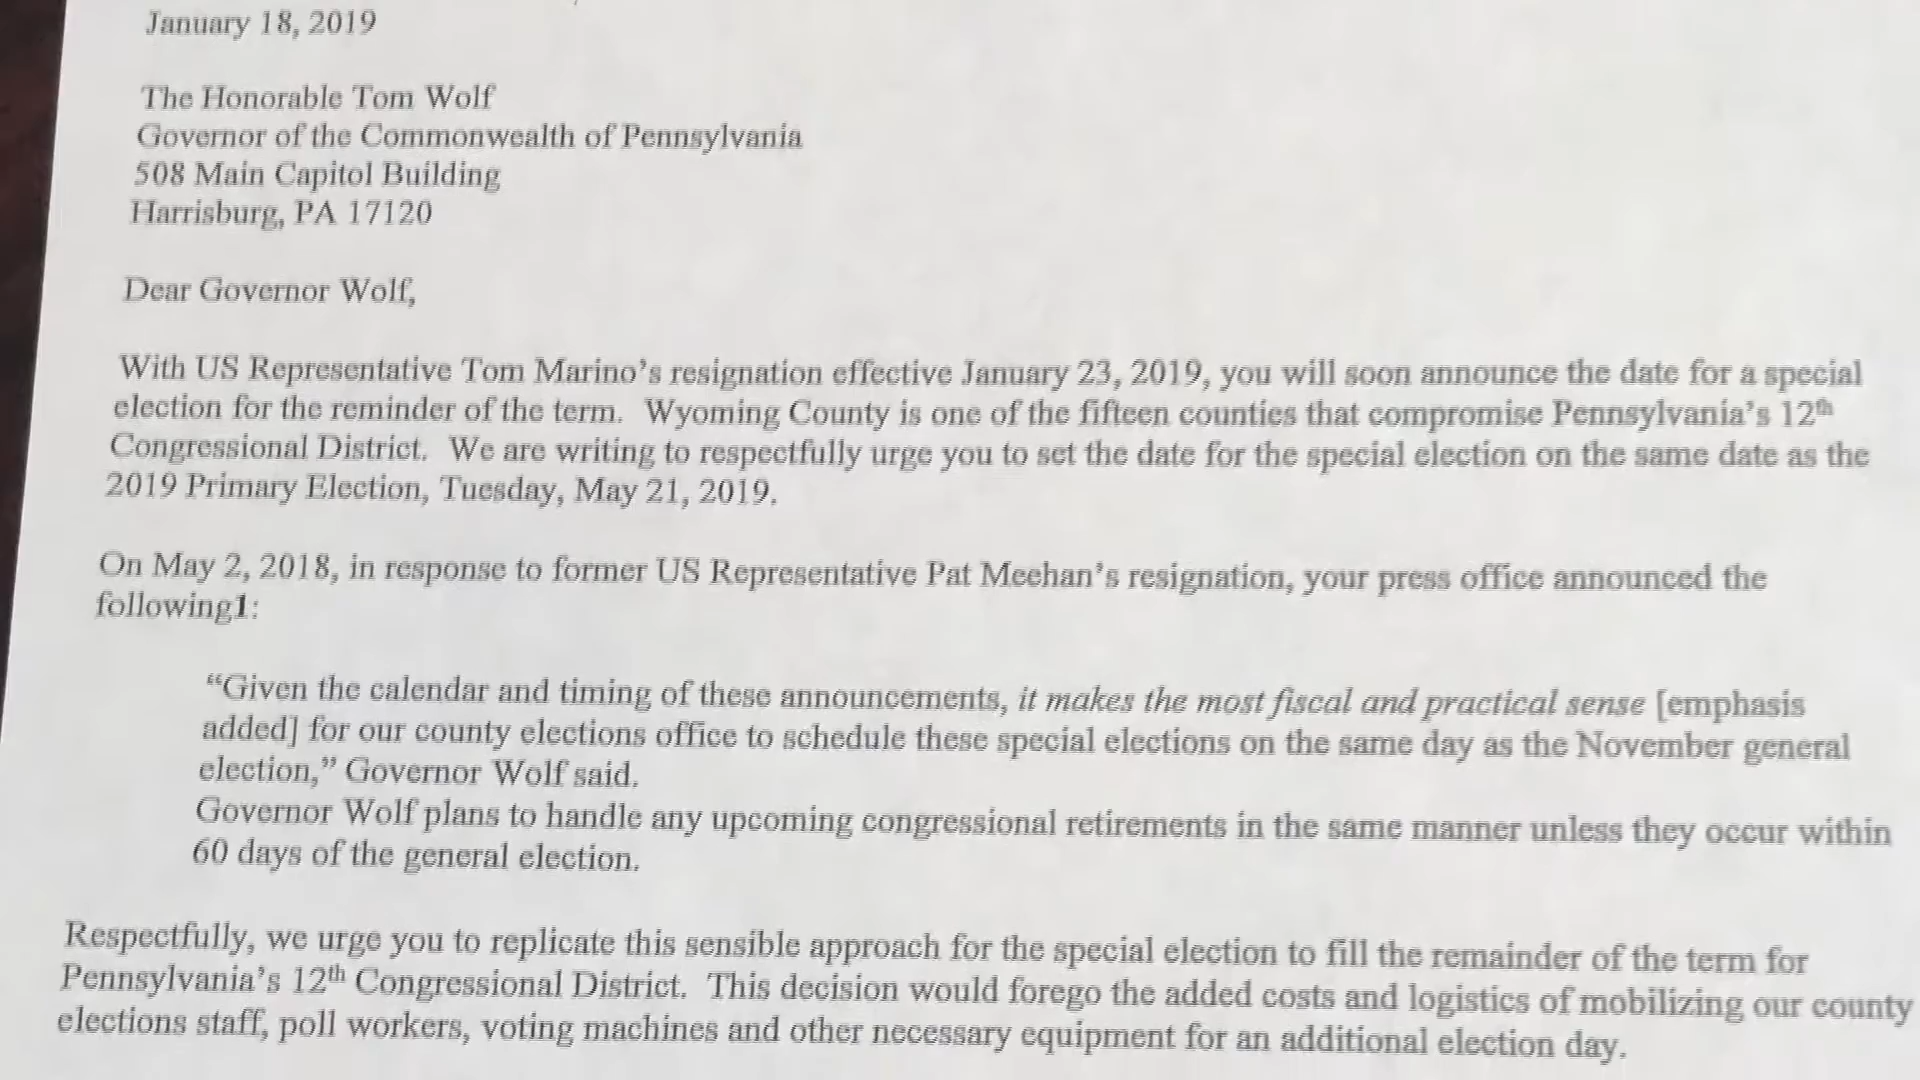 January 18, 2019
The Honorable Tom Wolf
Governor of the Commonwealth of Pennsylvania
508 Main Capitol Building
Harrisburg, PA 17120
Dear Governor Wolf,
With US Representative Tom Marino’s resignation effective January 23, 2019, you will soon announce the date for a special
election for the reminder of the term. Wyoming County is one of the fifteen counties that compromise Pennsylvania’s 12th
Congressional District. We are writing to respectfully urge you to set the date for the special election on the same date as the
2019 Primary Election, Tuesday, May 21, 2019.
On May 2, 2018, in response to former US Representative Pat Meehan’s resignation, your press office announced the
following1:
“Given the calendar and timing of these announcements, it makes the most fiscal and practical sense [emphasis
added] for our county elections office to schedule these special elections on the same day as the November general
election,” Governor Wolf said.
Governor Wolf plans to handle any upcoming congressional retirements in the same manner unless they occur within
60 days of the general election.
Respectfully, we urge you to replicate this sensible approach for the special election to fill the remainder of the term for
Pennsylvania’s 12th Congressional District. This decision would forego the added costs and logistics of mobilizing our county
elections staff, poll workers, voting machines and other necessary equipment for an additional election day.